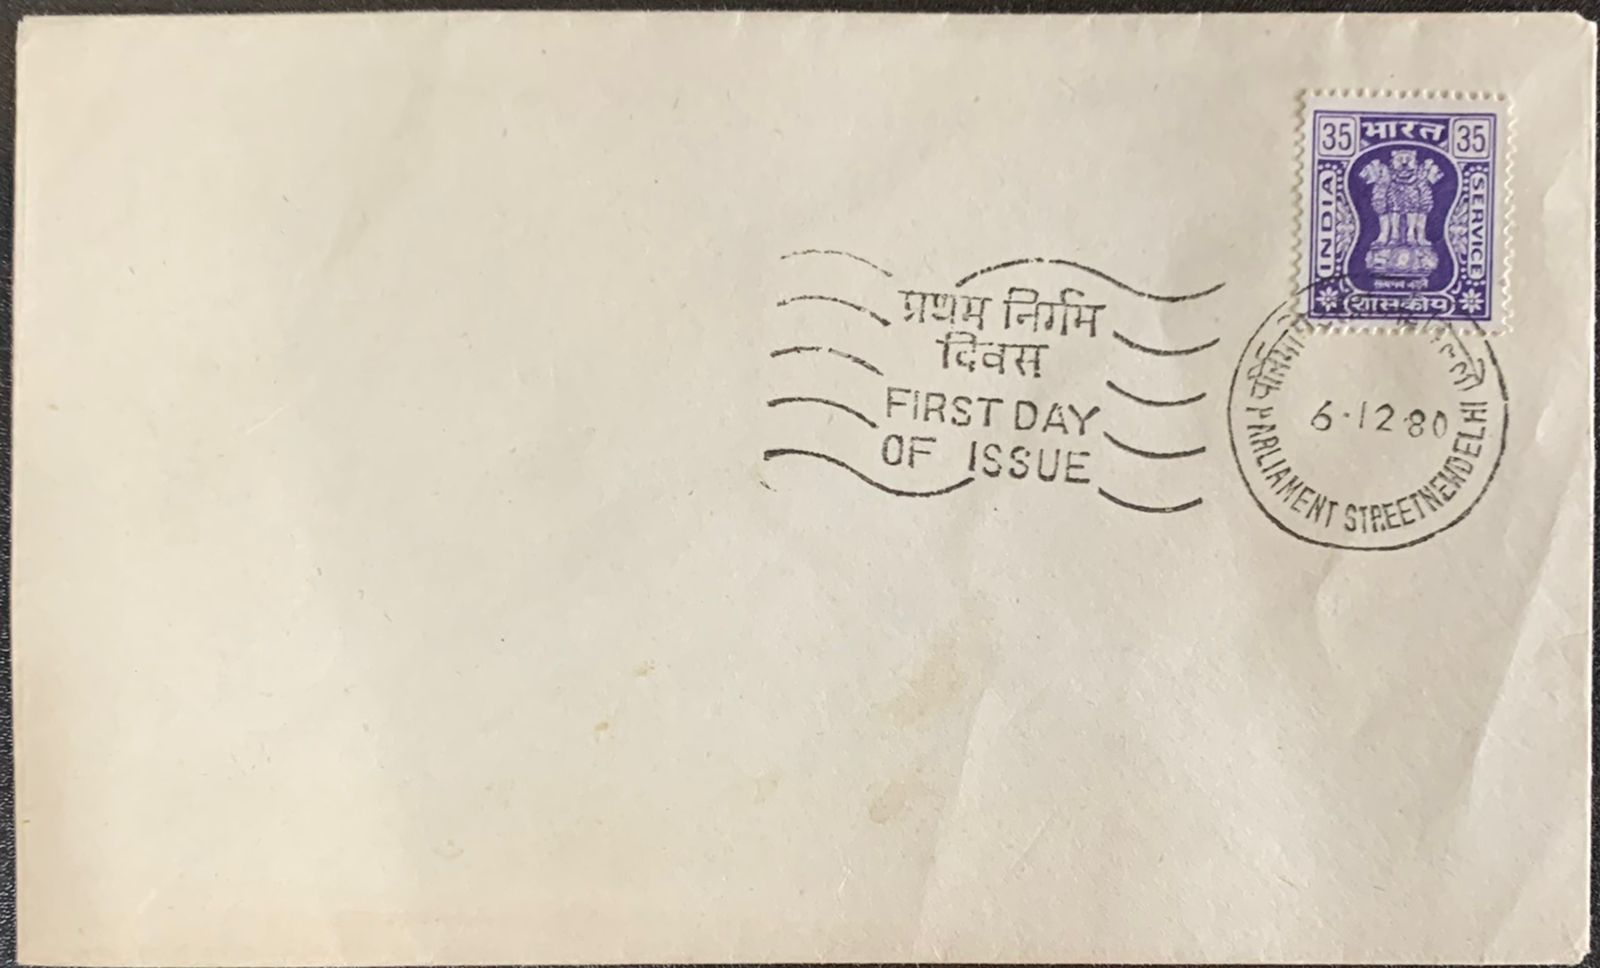 35 भारत 35
INDIA
SERVICE
सत्यमेव जयते
शासकीय
प्रथम निर्गम
दिवस
FIRST DAY
OF ISSUE
6.12.80
PARLIAMENT STREET NEW DELHI